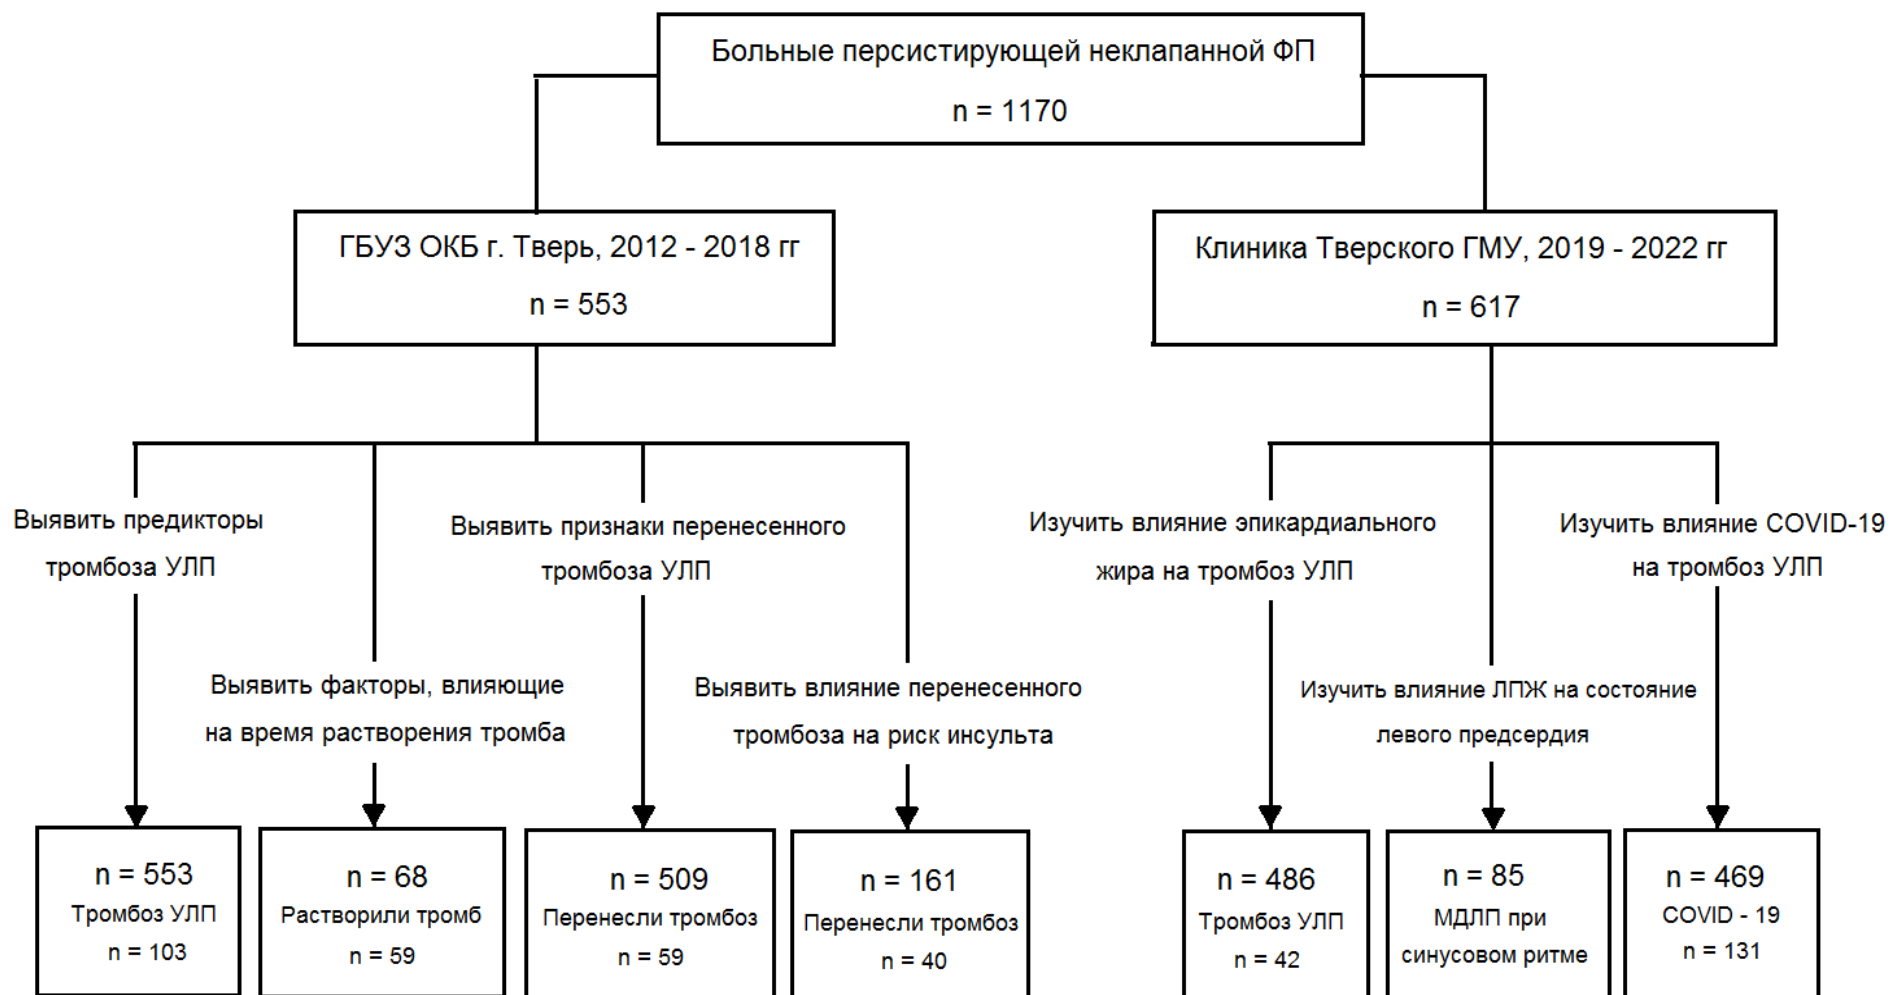 Больные персистирующей неклапанной ФП
n = 1170
ГБУЗ ОКБ г. Тверь, 2012 - 2018 гг
n = 553
Клиника Тверского ГМУ, 2019 - 2022 гг
n = 617
Выявить предикторы
тромбоза УЛП
Выявить признаки перенесенного
тромбоза УЛП
Изучить влияние эпикардиального
жира на тромбоз УЛП
Изучить влияние COVID-19
на тромбоз УЛП
Выявить факторы, влияющие
на время растворения тромба
Выявить влияние перенесенного
тромбоза на риск инсульта
Изучить влияние ЛПЖ на состояние
левого предсердия
n = 553
Тромбоз УЛП
n = 103
n = 68
Растворили тромб
n = 59
n = 509
Перенесли тромбоз
n = 59
n = 161
Перенесли тромбоз
n = 40
n = 486
Тромбоз УЛП
n = 42
n = 85
МДЛП при
синусовом ритме
n = 469
COVID - 19
n = 131